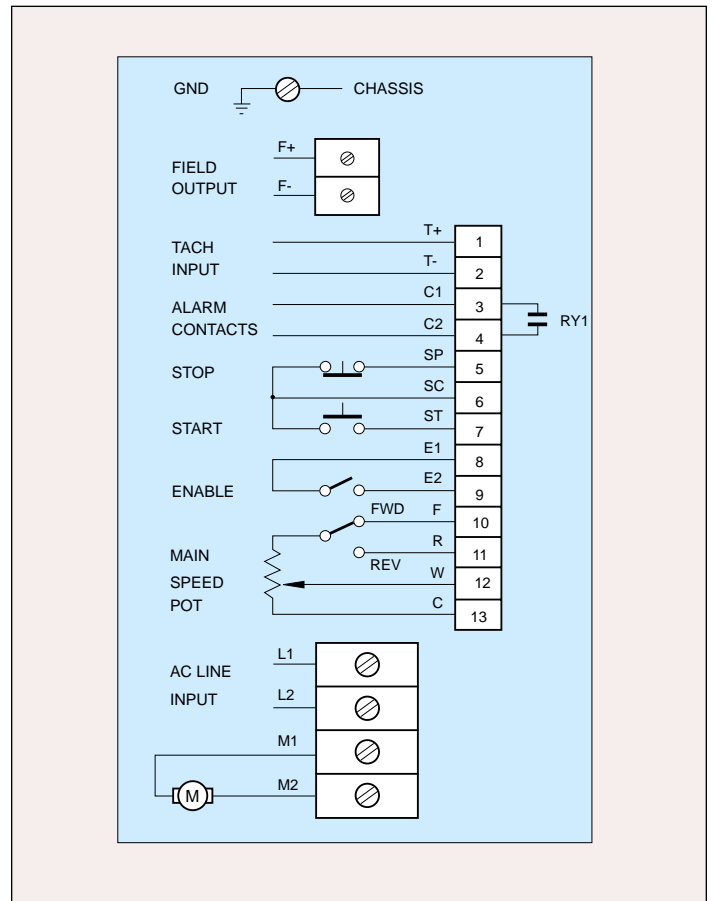 GND CHASSIS
F+
FIELD
OUTPUT
F-
T+ 1
TACH
INPUT
T- 2
C1 3
ALARM
CONTACTS
C2 4
RY1
SP 5
STOP
SC 6
START ST 7
E1 8
ENABLE E2 9
FWD F 10
R 11
REV
MAIN
SPEED
POT
W 12
C 13
L1
AC LINE
INPUT
L2
M1
M M2